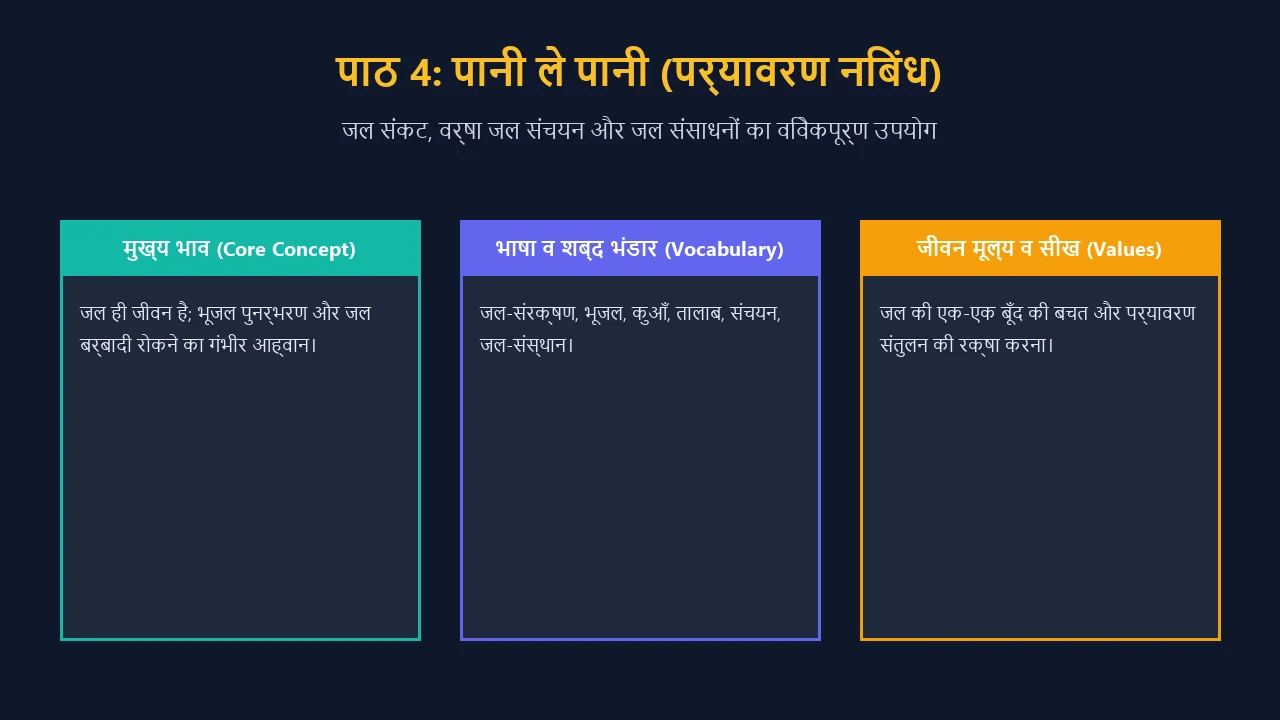 पाठ 4: पानी ले पानी (पर्यावरण निबंध)
जल संकट, वर्षा जल संचयन और जल संसाधनों का विवेकपूर्ण उपयोग
मुख्य भाव (Core Concept)
जल ही जीवन है; भूजल पुनर्भरण और जल
बर्बादी रोकने का गंभीर आह्वान।
भाषा व शब्द भंडार (Vocabulary)
जल-संरक्षण, भूजल, कुआँ, तालाब, संचयन,
जल-संस्थान।
जीवन मूल्य व सीख (Values)
जल की एक-एक बूँद की बचत और पर्यावरण
संतुलन की रक्षा करना।